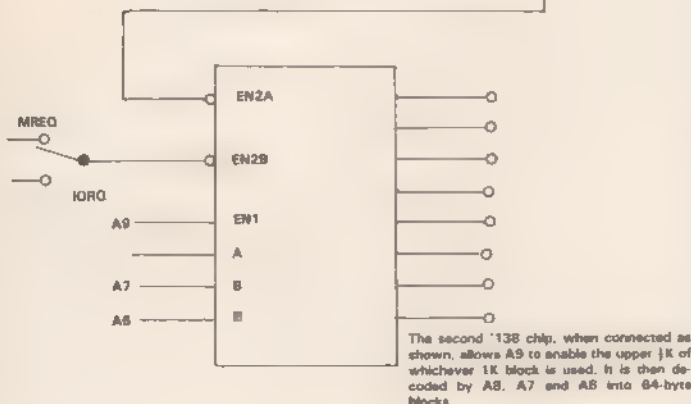 EN2A
MREQ
EN2B
IORQ
A9
EN1
A
A7
B
A6
The second '138 chip, when connected as
shown, allows A9 to enable the upper ½K of
whichever 1K block is used. It is then de-
coded by A8, A7 and A6 into 64-byte
blocks.